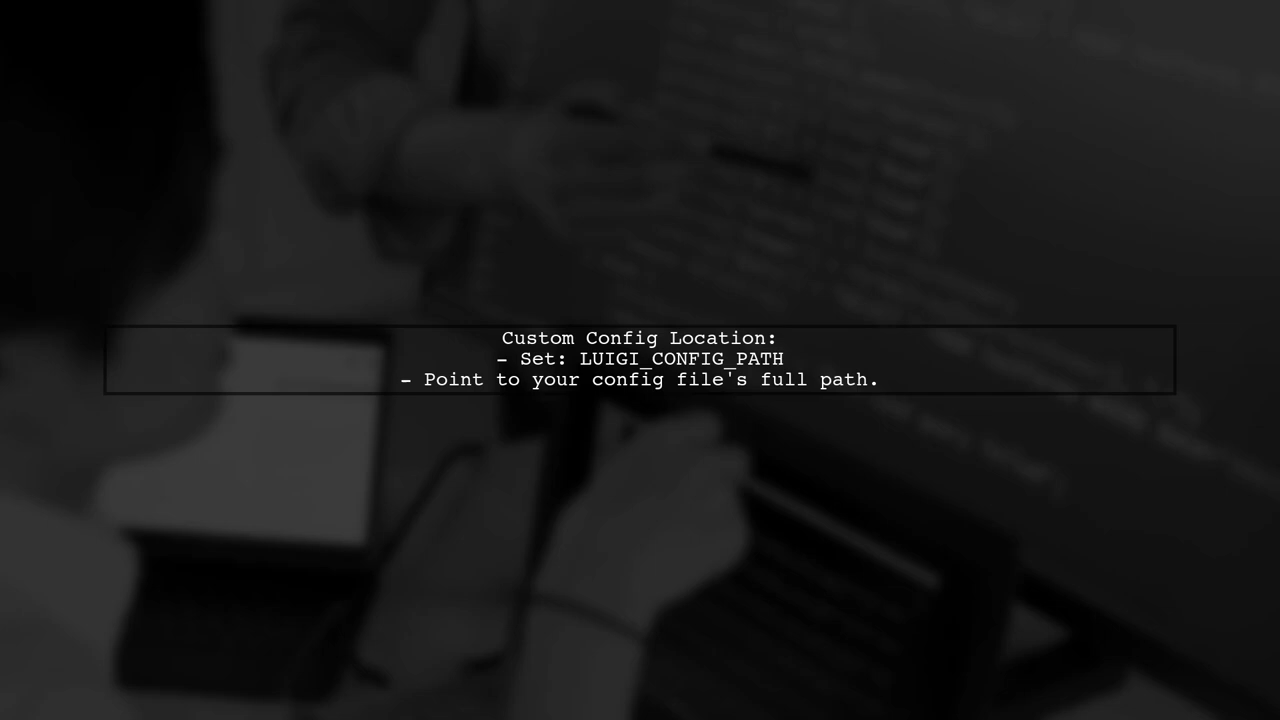 Custom Config Location:
- Set: LUIGI_CONFIG_PATH
- Point to your config file's full path.